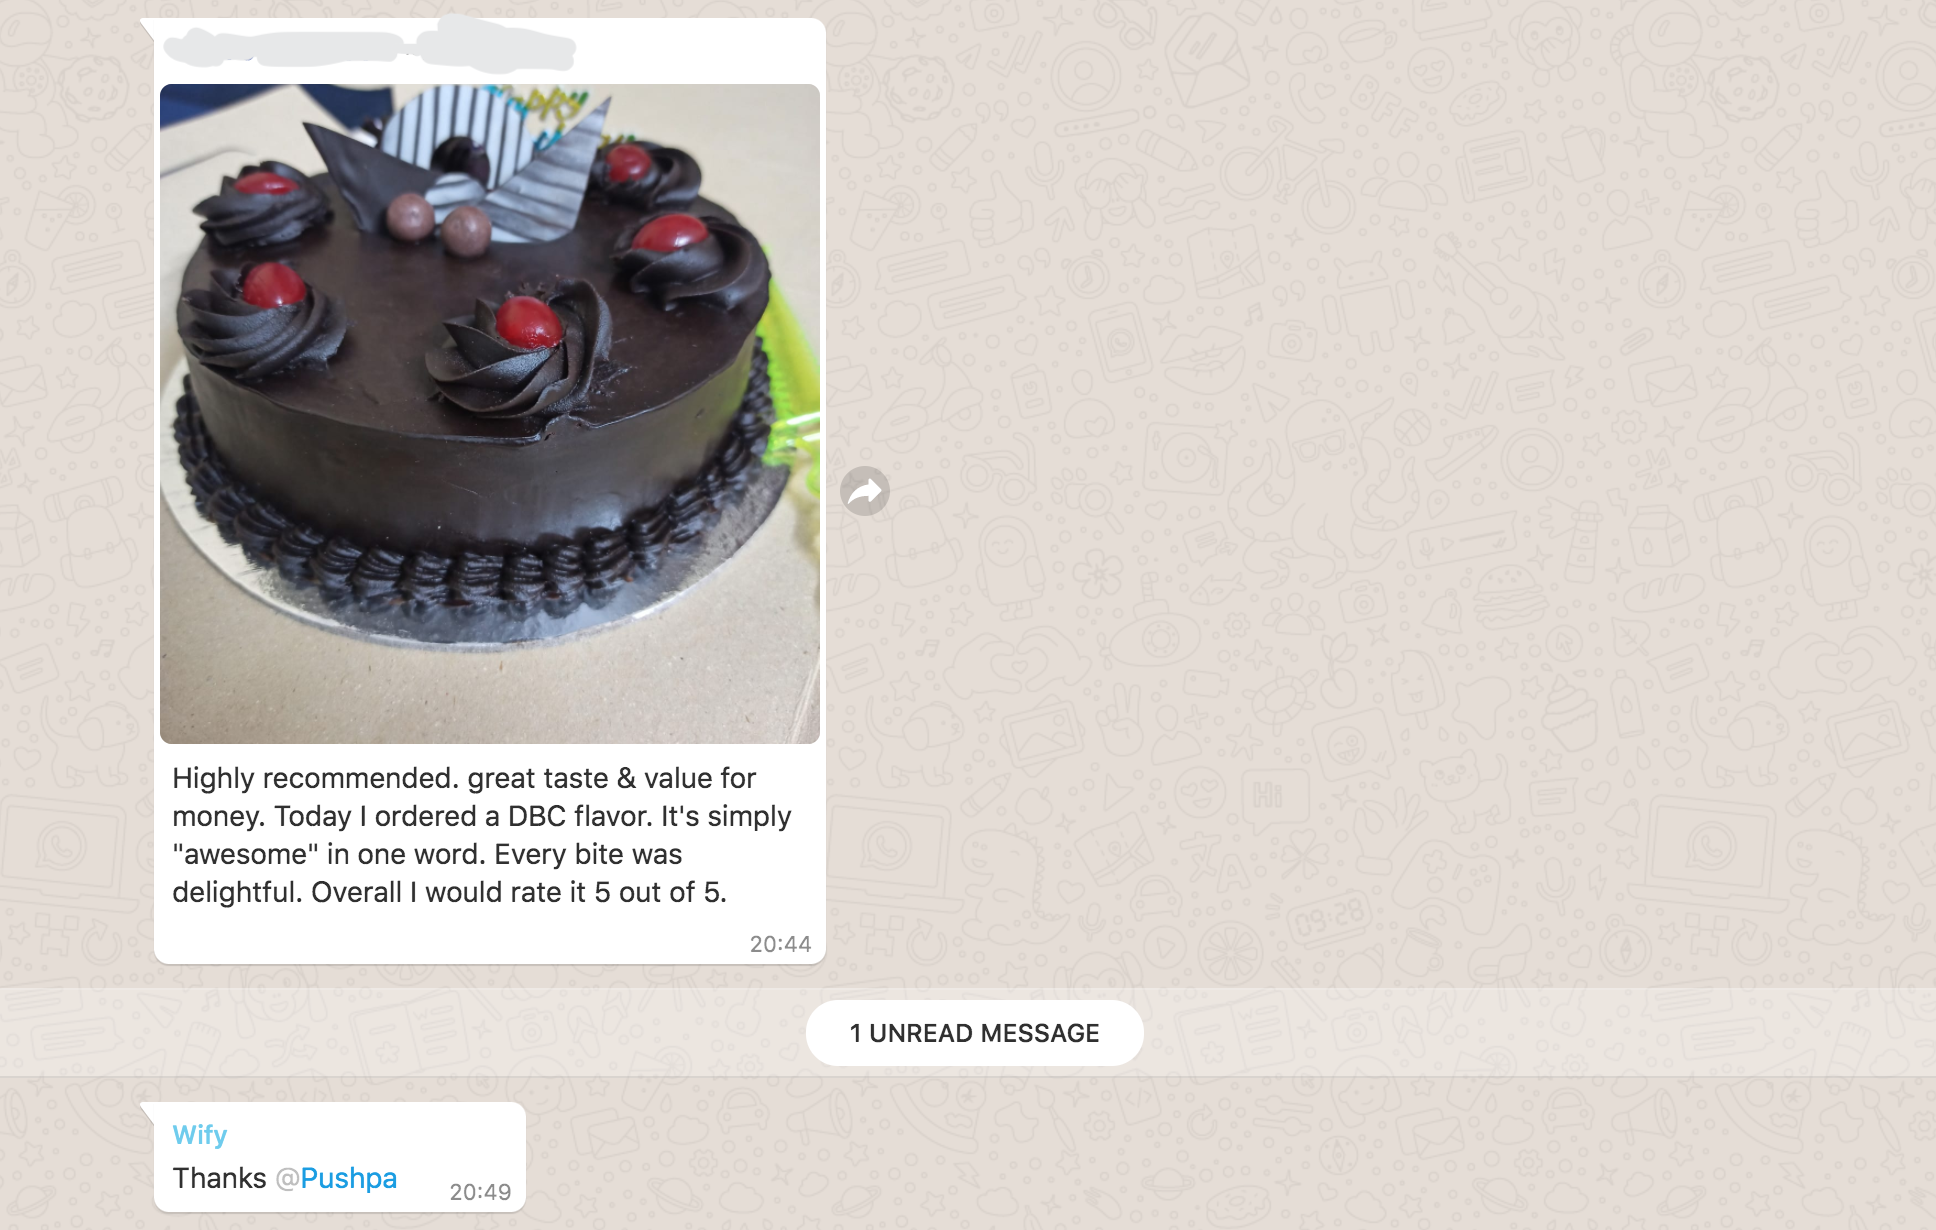 Highly recommended. great taste & value for
money. Today I ordered a DBC flavor. It's simply
"awesome" in one word. Every bite was
delightful. Overall I would rate it 5 out of 5.
20:44
1 UNREAD MESSAGE
Wify
Thanks @Pushpa
20:49